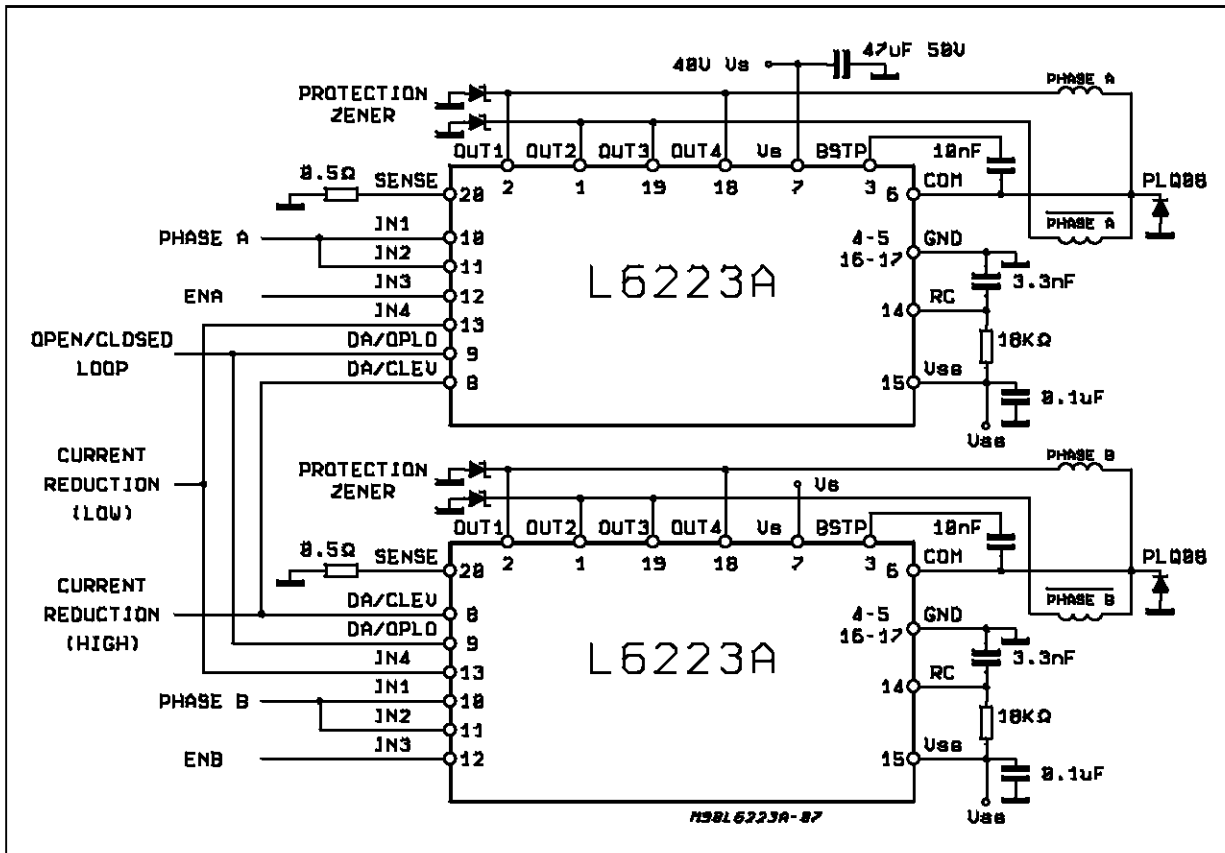 47uF 50V
40V Vs
PHASE A
PROTECTION
ZENER
OUT1 OUT2 OUT3 OUT4 Vs BSTP 10nF
2 1 19 18 7 3
0.5Ω SENSE 20
6 COM PLQ08
PHASE A
IN1 10
PHASE A
IN2 11
4-5 GND
16-17
L6223A
ENA IN3 12
3.3nF
IN4 13
14 RC
OPEN/CLOSED
LOOP
DA/OPLO 9
18KΩ
DA/CLEV 8
15 Vss
0.1uF
Vss
CURRENT
REDUCTION
(LOW)
PROTECTION
ZENER
PHASE B
Vs
OUT1 OUT2 OUT3 OUT4 Vs BSTP 10nF
2 1 19 18 7 3
0.5Ω SENSE 20
6 COM PLQ08
CURRENT
REDUCTION
(HIGH)
DA/CLEV 8
PHASE B
4-5 GND
16-17
DA/OPLO 9
L6223A
3.3nF
IN4 13
14 RC
PHASE B IN1 10
IN2 11
18KΩ
ENB IN3 12
15 Vss
0.1uF
Vss
M90L6223A-07